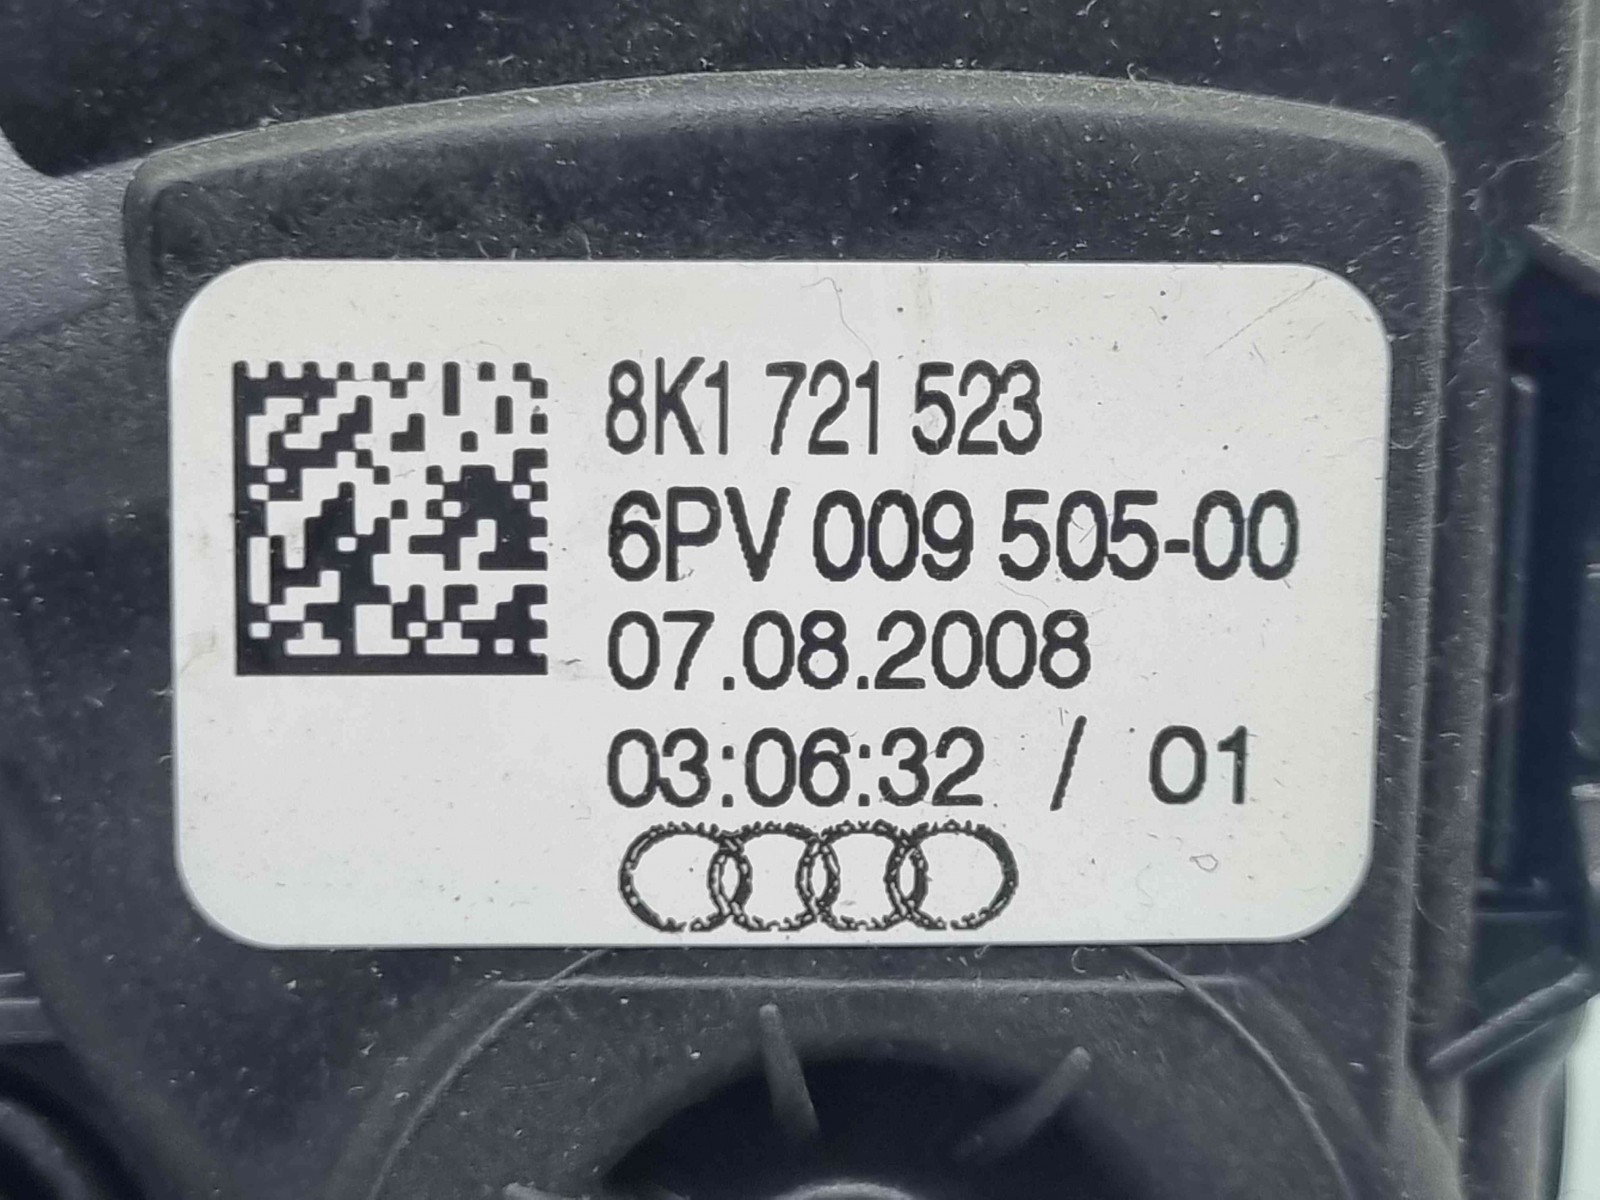 8K1 721 523
6PV 009 505-00
07.08.2008
03:06:32 / 01